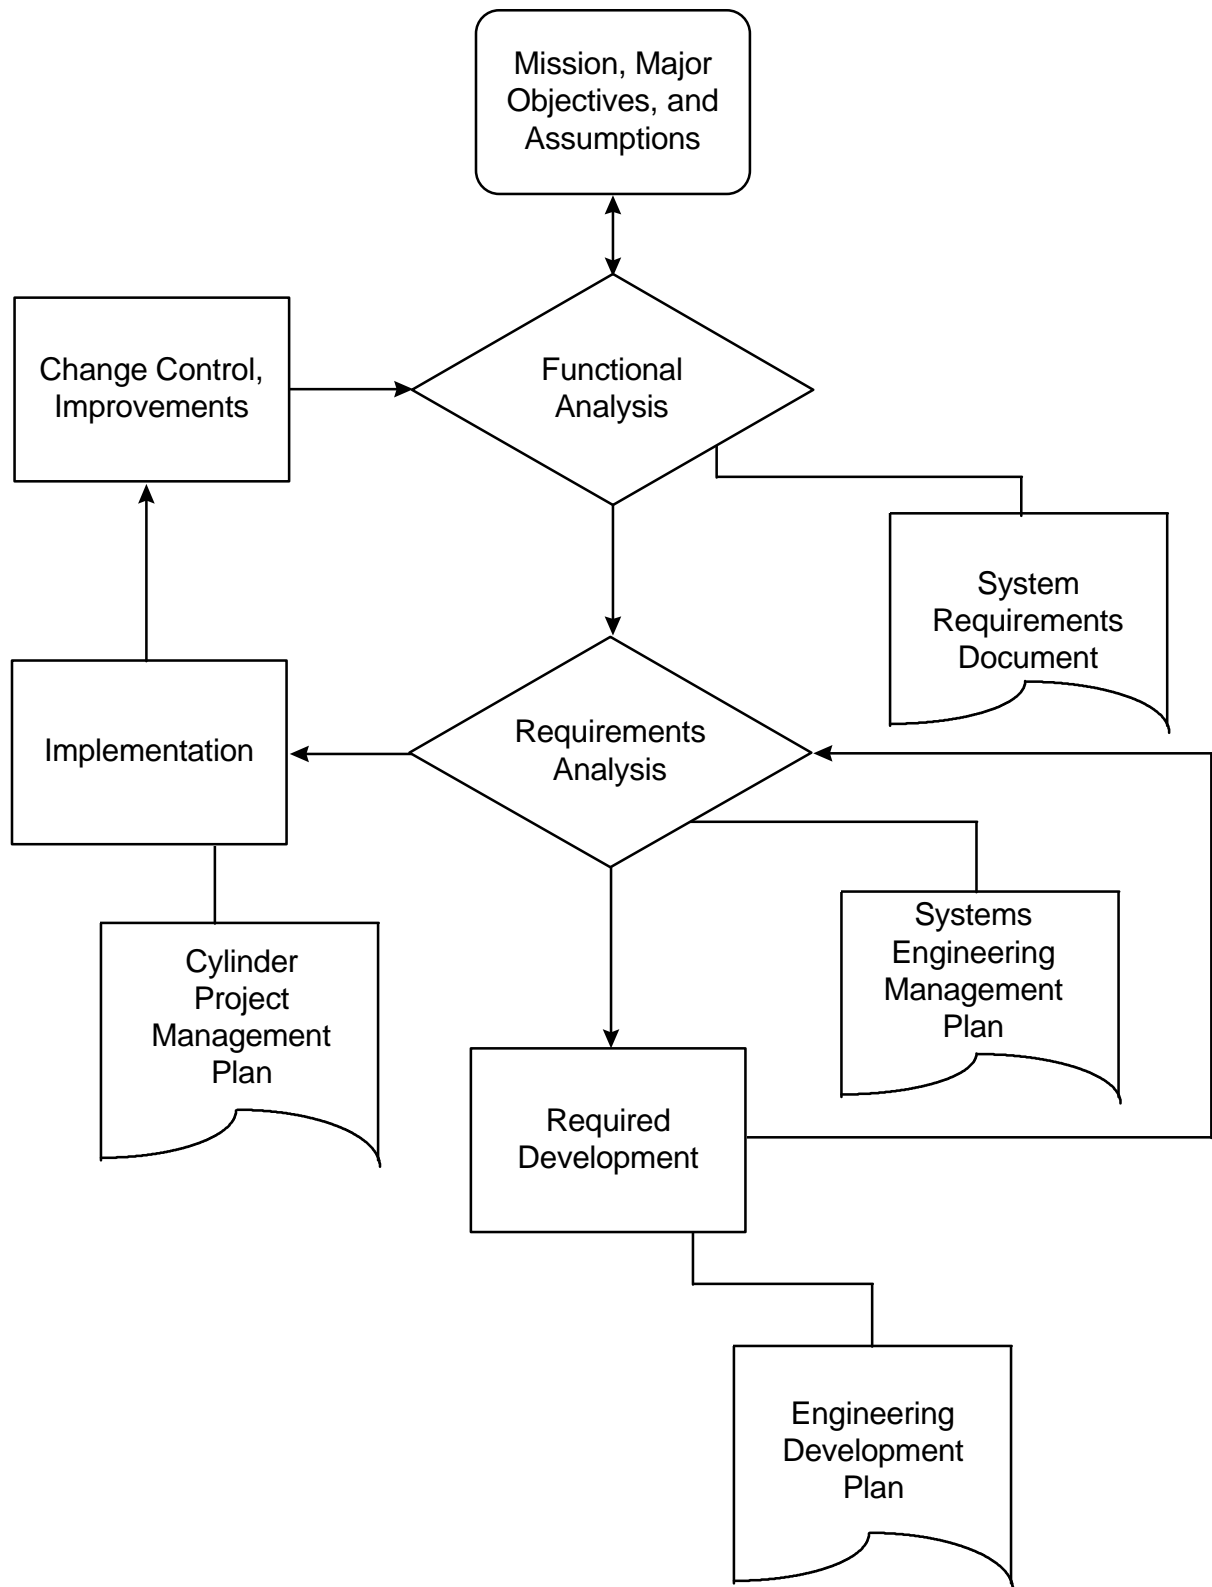 Mission, Major
Objectives, and
Assumptions
Change Control,
Improvements
Functional
Analysis
System
Requirements
Document
Implementation
Requirements
Analysis
Cylinder
Project
Management
Plan
Systems
Engineering
Management
Plan
Required
Development
Engineering
Development
Plan